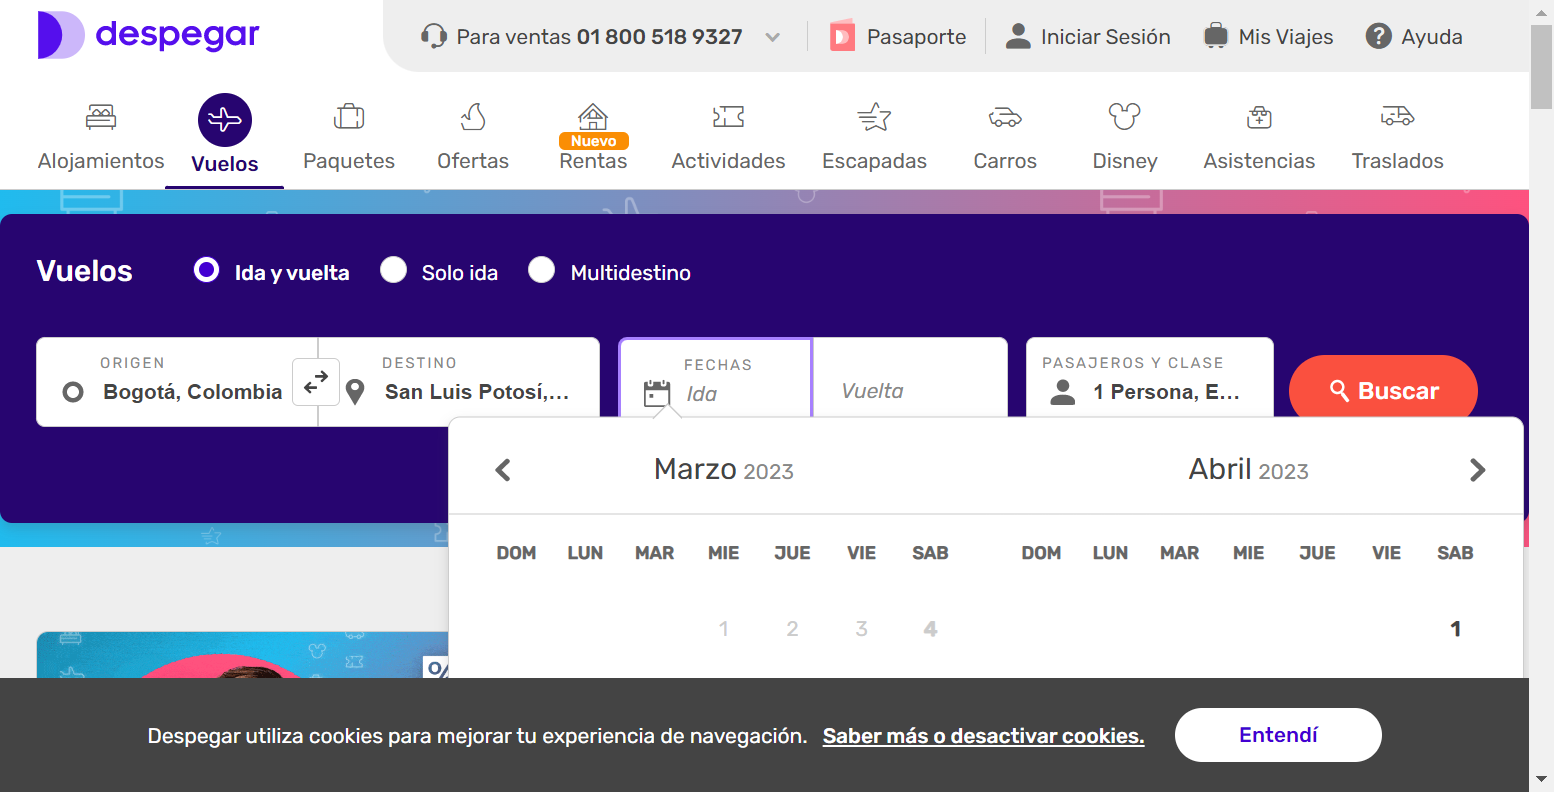 despegar
Para ventas 01 800 518 9327
Pasaporte
Iniciar Sesión
Mis Viajes
Ayuda
Alojamientos
Vuelos
Paquetes
Ofertas
Nuevo
Rentas
Actividades
Escapadas
Carros
Disney
Asistencias
Traslados
Vuelos
Ida y vuelta
Solo ida
Multidestino
ORIGEN
Bogotá, Colombia
DESTINO
San Luis Potosí,...
FECHAS
Ida
Vuelta
PASAJEROS Y CLASE
1 Persona, E...
Buscar
Marzo 2023
Abril 2023
DOM LUN MAR MIE JUE VIE SAB
DOM LUN MAR MIE JUE VIE SAB
1 2 3 4
1
Despegar utiliza cookies para mejorar tu experiencia de navegación. Saber más o desactivar cookies.
Entendí